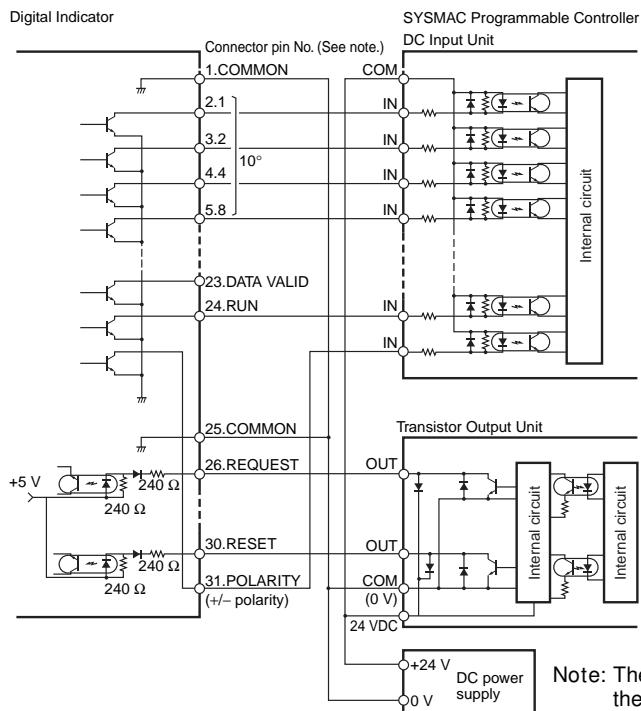 Digital Indicator
SYSMAC Programmable Controller
DC Input Unit
Connector pin No. (See note.)
1.COMMON
COM
2.1
IN
3.2
IN
10°
4.4
IN
5.8
IN
Internal circuit
23.DATA VALID
24.RUN
IN
IN
25.COMMON
Transistor Output Unit
26.REQUEST
OUT
+5 V
240 Ω
240 Ω
Internal circuit
Internal circuit
30.RESET
OUT
240 Ω
240 Ω
31.POLARITY
(+/− polarity)
COM
(0 V)
24 VDC
+24 V
DC power
supply
0 V
Note: The
the